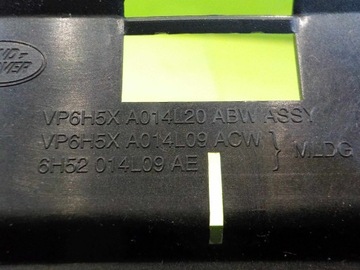 VP6H5X A014L20 ABW ASSY
VP6H5X A014L09 ACW
6H52 014L09 AE } MLDG